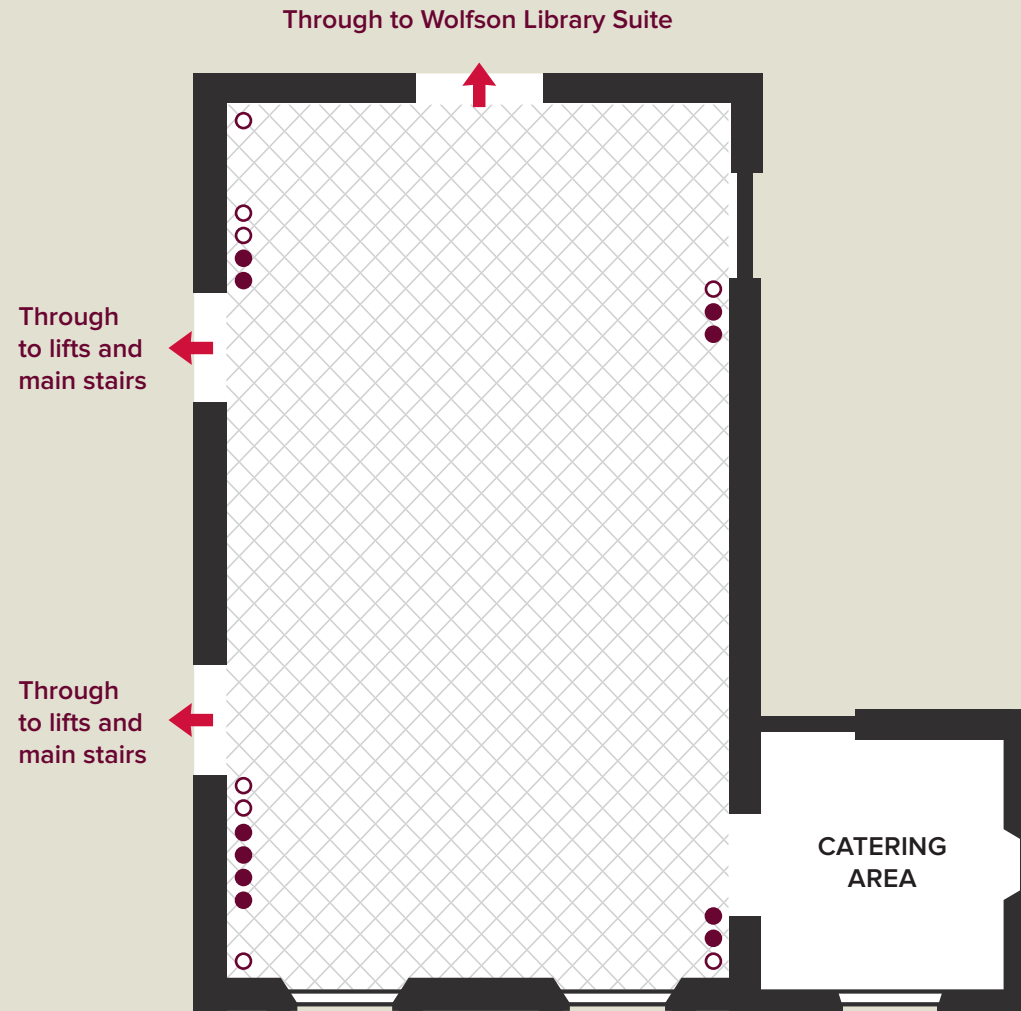 Through to Wolfson Library Suite
Through
to lifts and
main stairs
Through
to lifts and
main stairs
CATERING
AREA